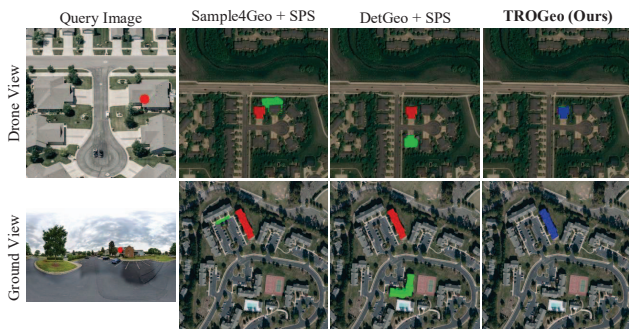 Query Image Sample4Geo + SPS DetGeo + SPS TROGeo (Ours)
Drone View
Ground View